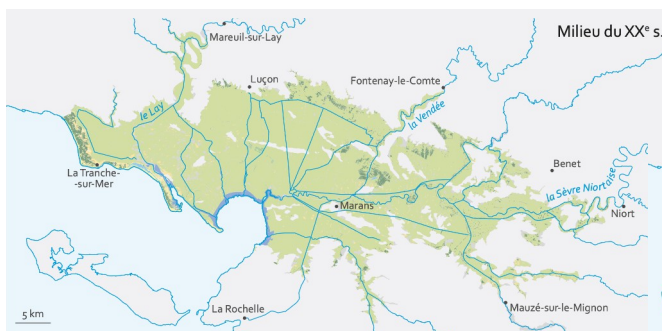 Milieu du XXᵉ s.
Mareuil-sur-Lay
Luçon
Fontenay-le-Comte
le Lay
la Vendée
La Tranche-
-sur-Mer
Benet
la Sèvre Niortaise
Marans
Niort
La Rochelle
Mauzé-sur-le-Mignon
5 km